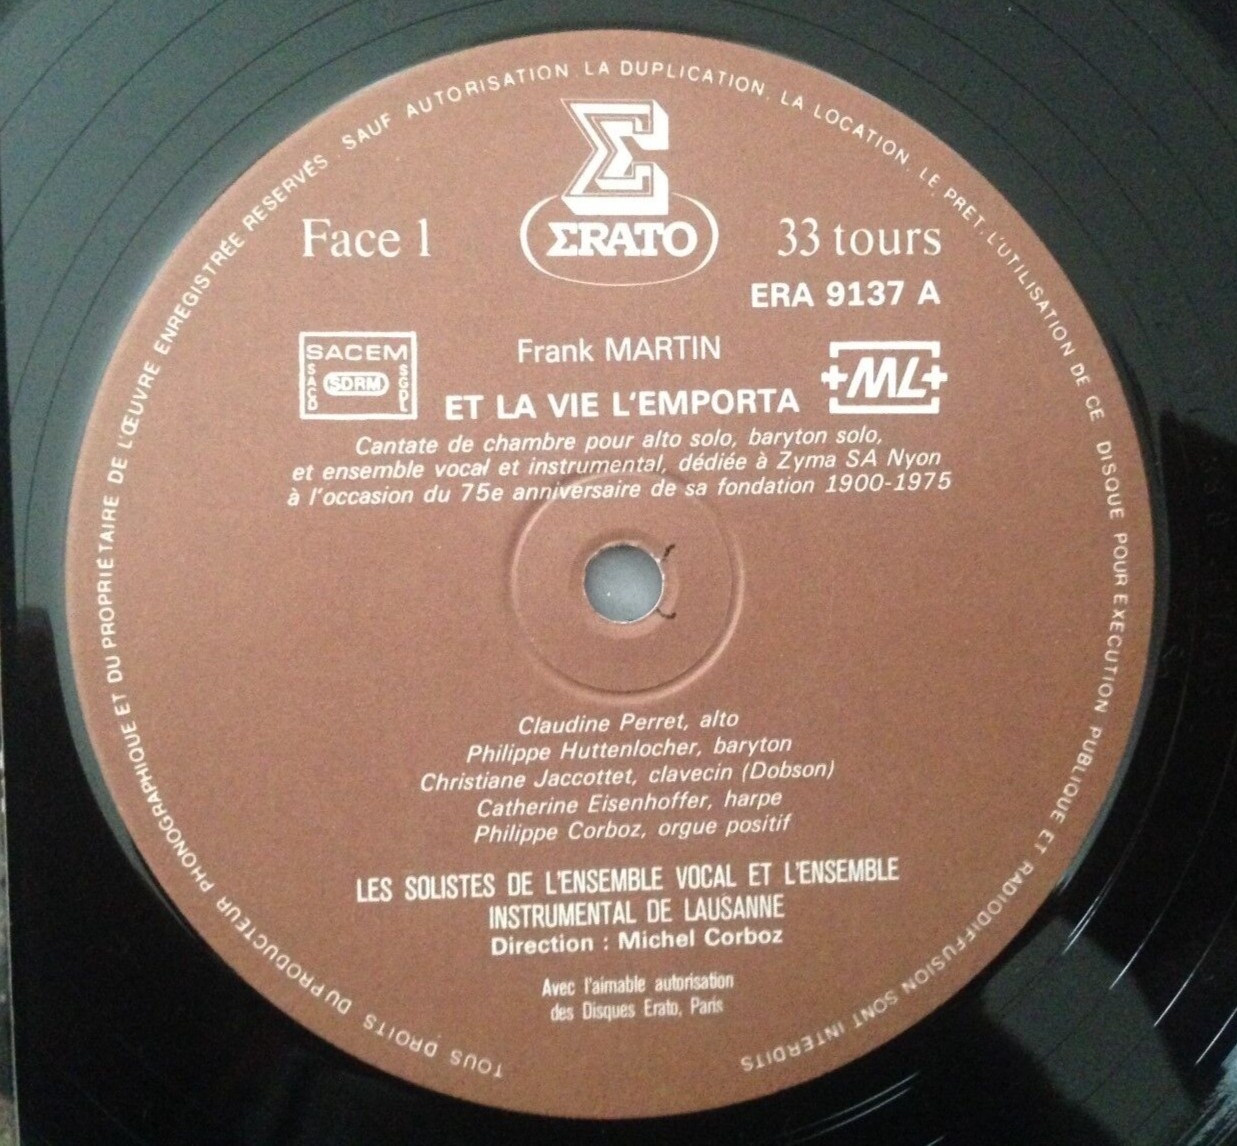 TOUS DROITS DU PRODUCTEUR PHONOGRAPHIQUE ET DU PROPRIÉTAIRE DE L'ŒUVRE ENREGISTRÉE RÉSERVÉS. SAUF AUTORISATION LA DUPLICATION, LA LOCATION, LE PRET, L'UTILISATION DE CE DISQUE POUR EXECUTION PUBLIQUE ET RADIODIFFUSION SONT INTERDITS
Face 1
ΣRATO
33 tours
ERA 9137 A
SACEM
SACD
SDRM
SGDL
Frank MARTIN
ML
ET LA VIE L'EMPORTA
Cantate de chambre pour alto solo, baryton solo,
et ensemble vocal et instrumental, dédiée à Zyma SA Nyon
à l'occasion du 75e anniversaire de sa fondation 1900-1975
Claudine Perret, alto
Philippe Huttenlocher, baryton
Christiane Jaccottet, clavecin (Dobson)
Catherine Eisenhoffer, harpe
Philippe Corboz, orgue positif
LES SOLISTES DE L'ENSEMBLE VOCAL ET L'ENSEMBLE
INSTRUMENTAL DE LAUSANNE
Direction : Michel Corboz
Avec l'aimable autorisation
des Disques Erato, Paris